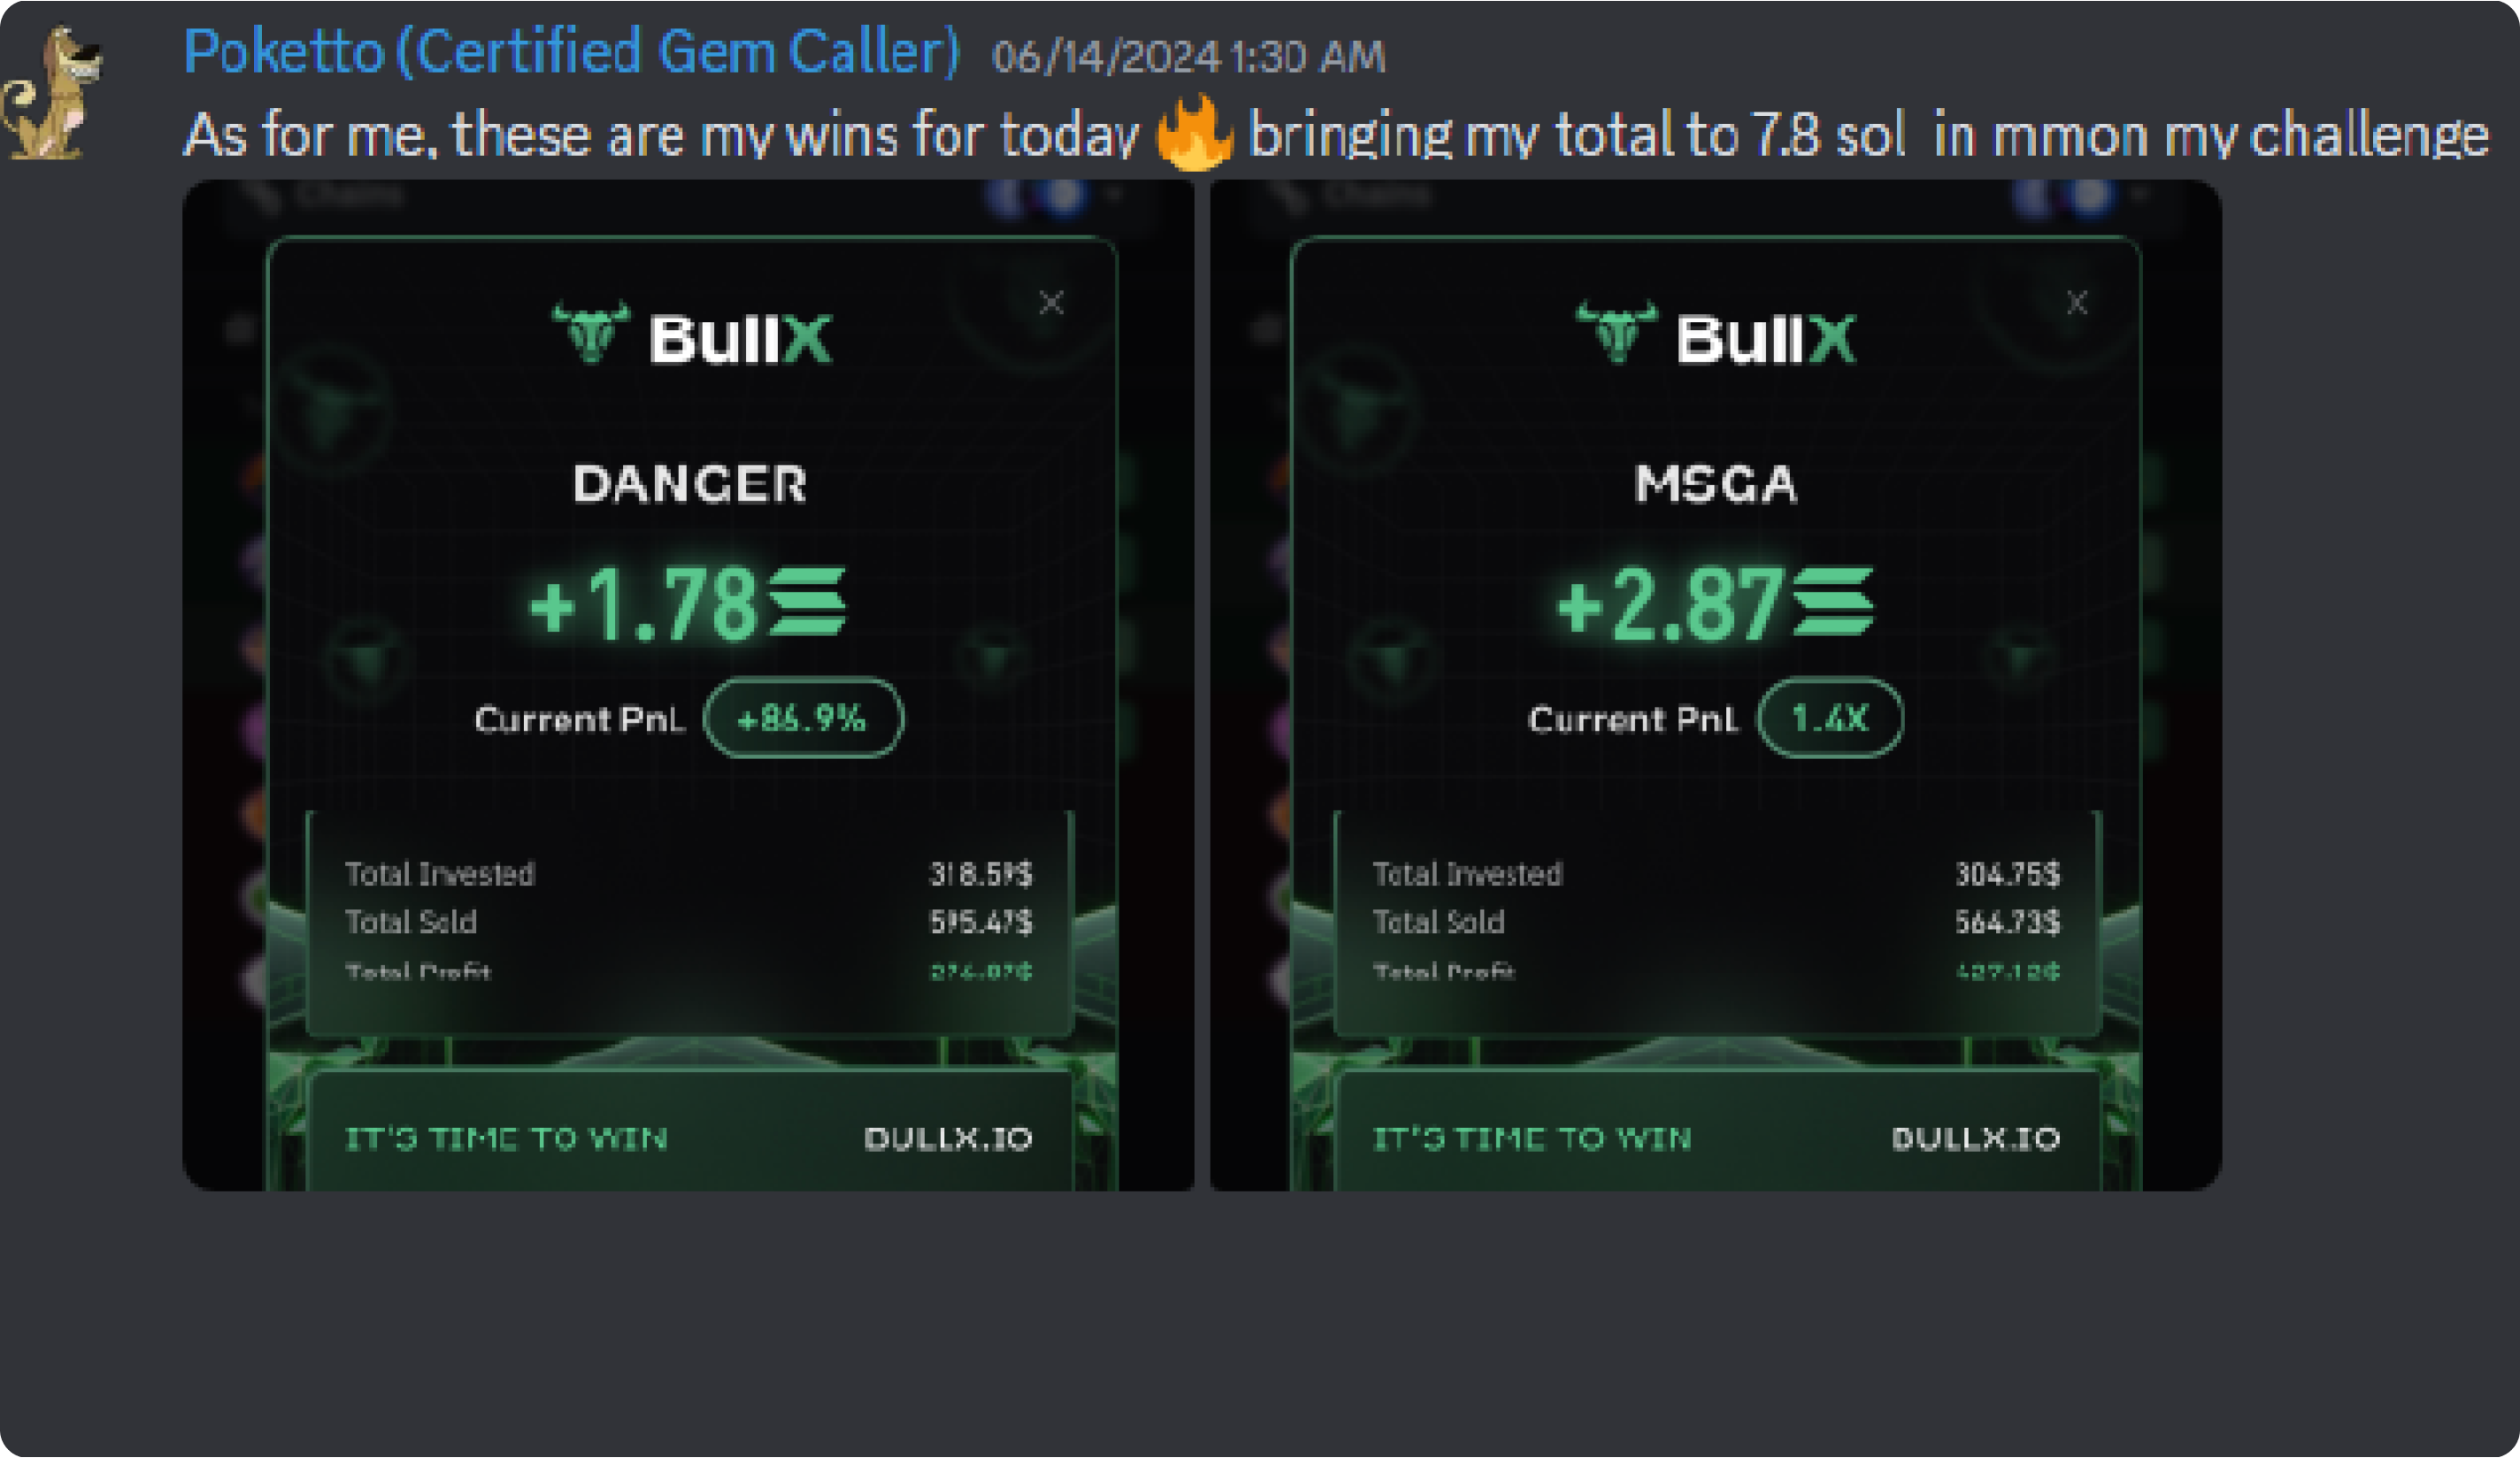 Poketto (Certified Gem Caller) 06/14/2024 1:30 AM
As for me, these are my wins for today 🔥 bringing my total to 7.8 sol in mmon my challenge
Chains
BullX
DANGER
+1.78
Current PnL +86.9%
Total Invested 318.59$
Total Sold 595.47$
Total Profit
IT'S TIME TO WIN BULLX.IO
Chains
BullX
MSGA
+2.87
Current PnL 1.4X
Total Invested 304.75$
Total Sold 564.73$
Total Profit
IT'S TIME TO WIN BULLX.IO